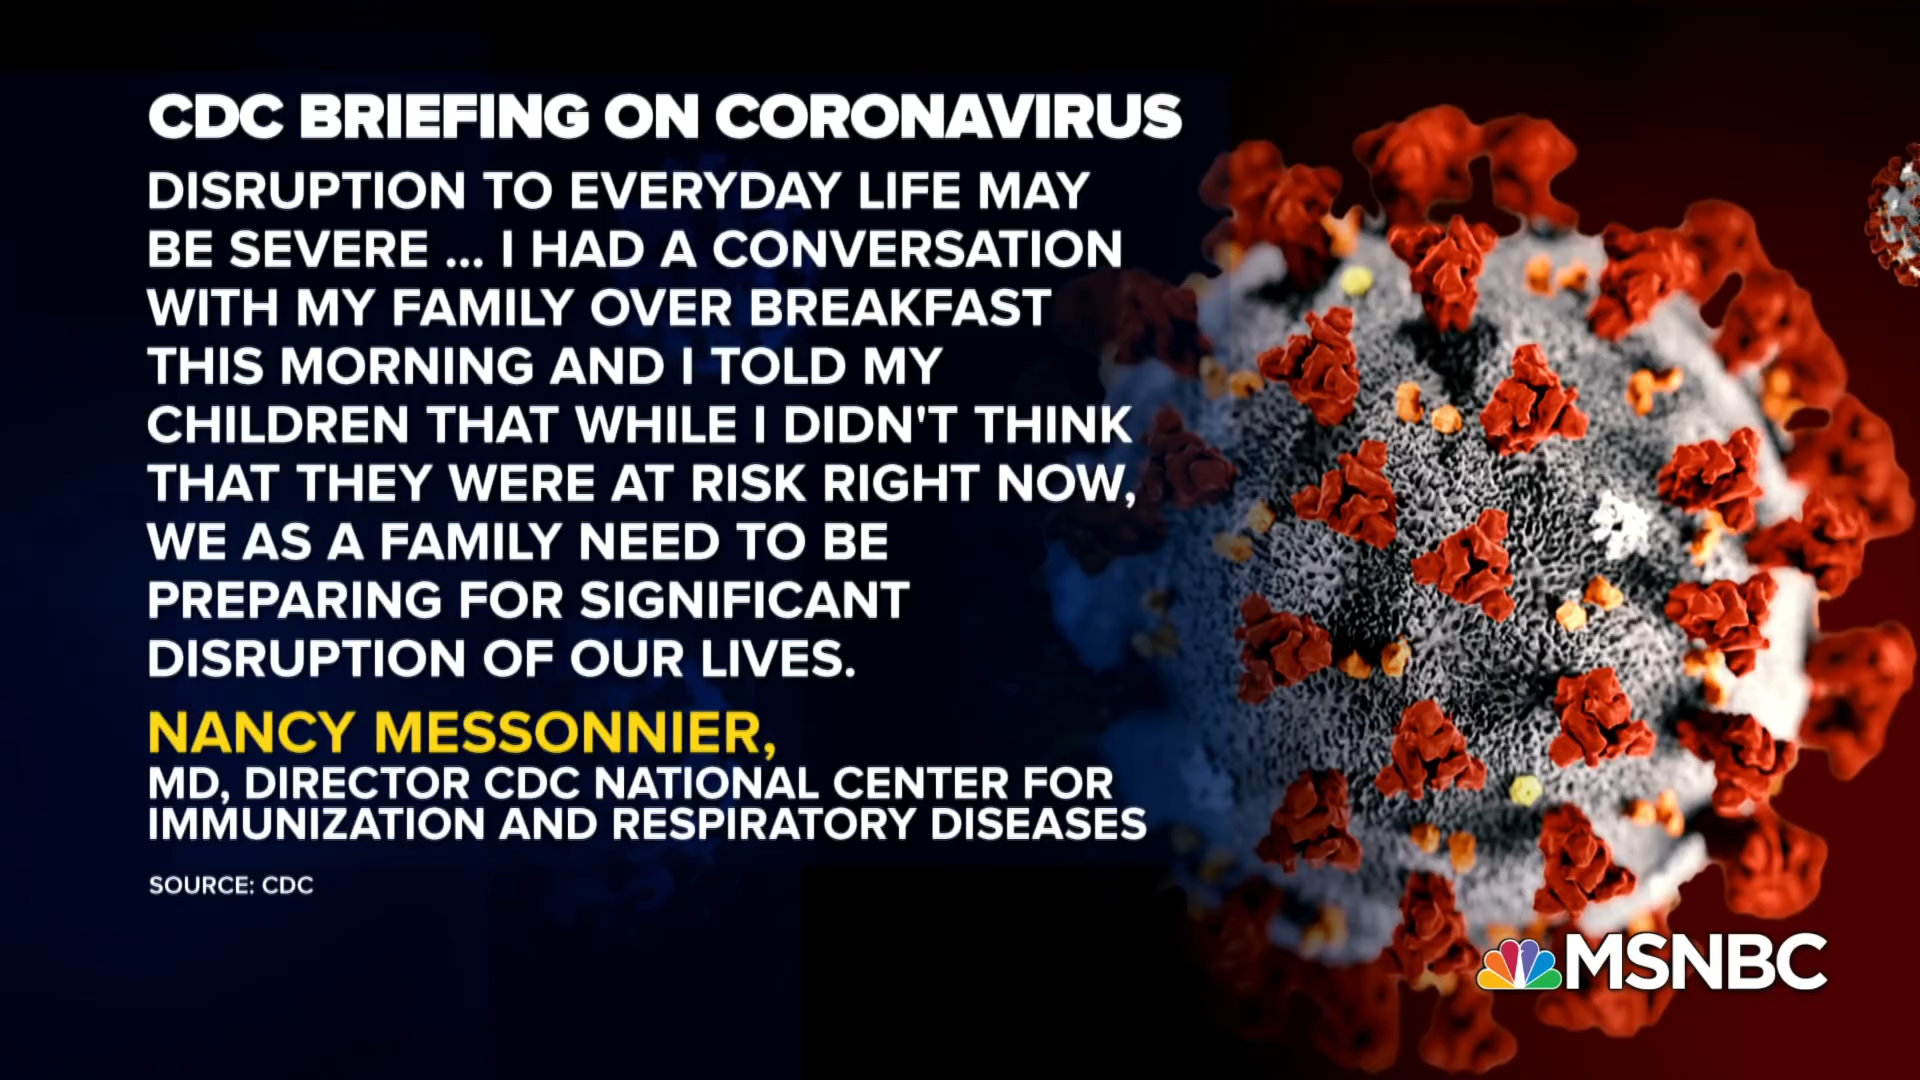 CDC BRIEFING ON CORONAVIRUS
DISRUPTION TO EVERYDAY LIFE MAY
BE SEVERE ... I HAD A CONVERSATION
WITH MY FAMILY OVER BREAKFAST
THIS MORNING AND I TOLD MY
CHILDREN THAT WHILE I DIDN'T THINK
THAT THEY WERE AT RISK RIGHT NOW,
WE AS A FAMILY NEED TO BE
PREPARING FOR SIGNIFICANT
DISRUPTION OF OUR LIVES.
NANCY MESSONNIER,
MD, DIRECTOR CDC NATIONAL CENTER FOR
IMMUNIZATION AND RESPIRATORY DISEASES
SOURCE: CDC
MSNBC